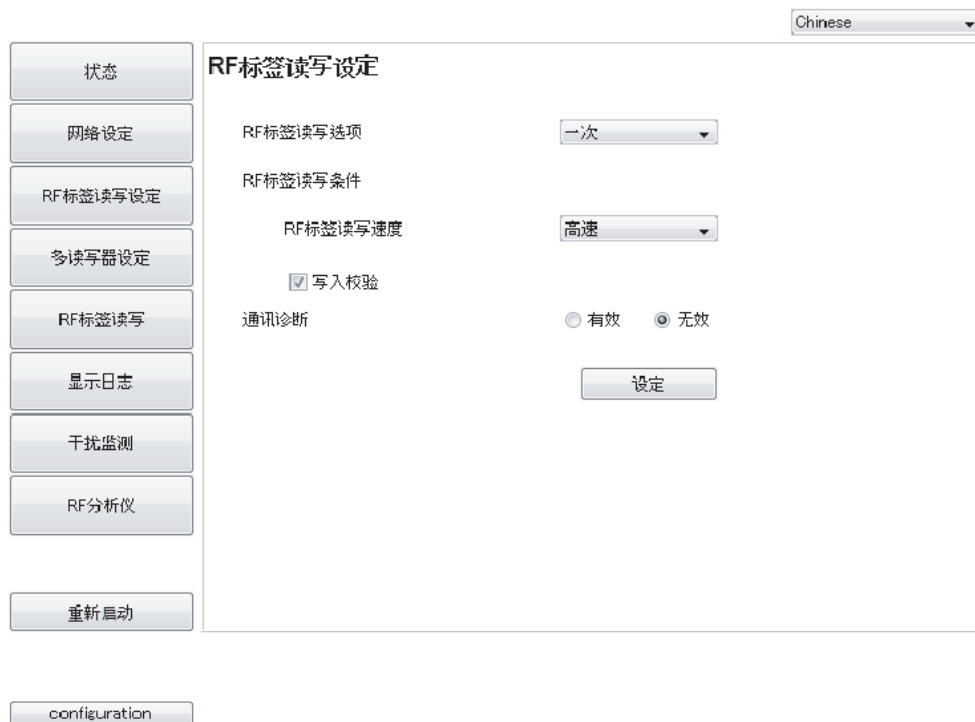 Chinese
状态
网络设定
RF标签读写设定
多读写器设定
RF标签读写
显示日志
干扰监测
RF分析仪
重新启动
configuration
RF标签读写设定
RF标签读写选项 一次
RF标签读写条件
RF标签读写速度 高速
写入校验
通讯诊断 有效 无效
设定